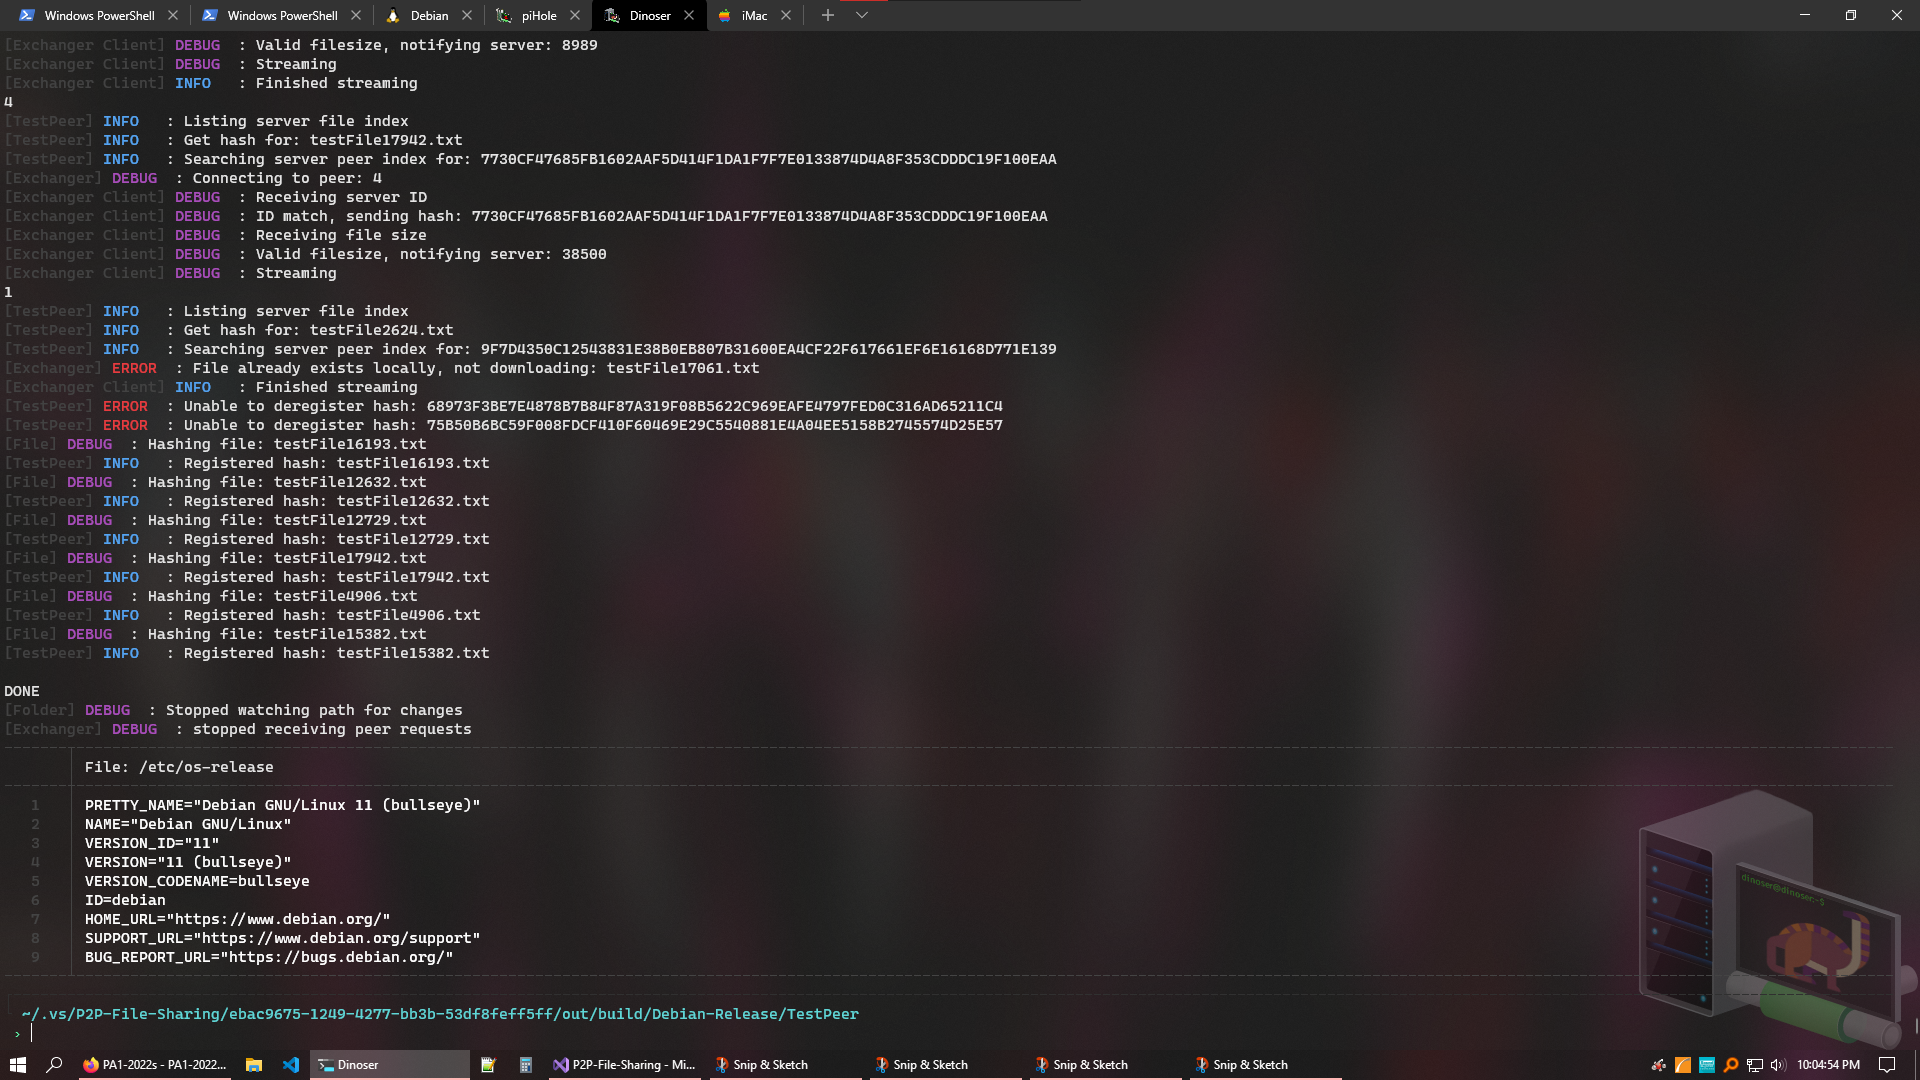 Windows PowerShell
Windows PowerShell
Debian
piHole
Dinoser
iMac
[Exchanger Client] DEBUG  : Valid filesize, notifying server: 8989
[Exchanger Client] DEBUG  : Streaming
[Exchanger Client] INFO   : Finished streaming
4
[TestPeer] INFO   : Listing server file index
[TestPeer] INFO   : Get hash for: testFile17942.txt
[TestPeer] INFO   : Searching server peer index for: 7730CF47685FB1602AAF5D414F1DA1F7F7E0133874D4A8F353CDDDC19F100EAA
[Exchanger] DEBUG  : Connecting to peer: 4
[Exchanger Client] DEBUG  : Receiving server ID
[Exchanger Client] DEBUG  : ID match, sending hash: 7730CF47685FB1602AAF5D414F1DA1F7F7E0133874D4A8F353CDDDC19F100EAA
[Exchanger Client] DEBUG  : Receiving file size
[Exchanger Client] DEBUG  : Valid filesize, notifying server: 38500
[Exchanger Client] DEBUG  : Streaming
1
[TestPeer] INFO   : Listing server file index
[TestPeer] INFO   : Get hash for: testFile2624.txt
[TestPeer] INFO   : Searching server peer index for: 9F7D4350C12543831E38B0EB807B31600EA4CF22F617661EF6E16168D771E139
[Exchanger] ERROR  : File already exists locally, not downloading: testFile17061.txt
[Exchanger Client] INFO   : Finished streaming
[TestPeer] ERROR  : Unable to deregister hash: 68973F3BE7E4878B7B84F87A319F08B5622C969EAFE4797FED0C316AD65211C4
[TestPeer] ERROR  : Unable to deregister hash: 75B50B6BC59F008FDCF410F60469E29C5540881E4A04EE5158B2745574D25E57
[File] DEBUG  : Hashing file: testFile16193.txt
[TestPeer] INFO   : Registered hash: testFile16193.txt
[File] DEBUG  : Hashing file: testFile12632.txt
[TestPeer] INFO   : Registered hash: testFile12632.txt
[File] DEBUG  : Hashing file: testFile12729.txt
[TestPeer] INFO   : Registered hash: testFile12729.txt
[File] DEBUG  : Hashing file: testFile17942.txt
[TestPeer] INFO   : Registered hash: testFile17942.txt
[File] DEBUG  : Hashing file: testFile4906.txt
[TestPeer] INFO   : Registered hash: testFile4906.txt
[File] DEBUG  : Hashing file: testFile15382.txt
[TestPeer] INFO   : Registered hash: testFile15382.txt
DONE
[Folder] DEBUG  : Stopped watching path for changes
[Exchanger] DEBUG  : stopped receiving peer requests
File: /etc/os-release
1 PRETTY_NAME="Debian GNU/Linux 11 (bullseye)"
2 NAME="Debian GNU/Linux"
3 VERSION_ID="11"
4 VERSION="11 (bullseye)"
5 VERSION_CODENAME=bullseye
6 ID=debian
7 HOME_URL="https://www.debian.org/"
8 SUPPORT_URL="https://www.debian.org/support"
9 BUG_REPORT_URL="https://bugs.debian.org/"
dinoser@dinoser:~$
~/.vs/P2P-File-Sharing/ebac9675-1249-4277-bb3b-53df8feff5ff/out/build/Debian-Release/TestPeer
›
PA1-2022s - PA1-2022...
Dinoser
P2P-File-Sharing - Mi...
Snip & Sketch
Snip & Sketch
Snip & Sketch
Snip & Sketch
10:04:54 PM